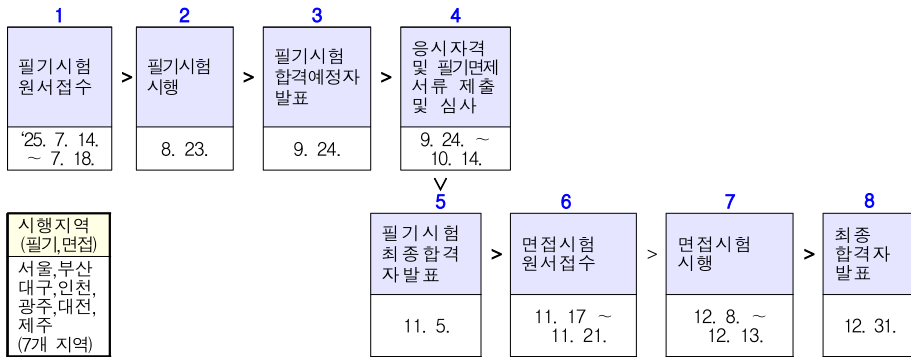 1
필기시험
원서접수
'25. 7. 14.
~ 7. 18.
>
2
필기시험
시행
8. 23.
>
3
필기시험
합격예정자
발표
9. 24.
>
4
응시자격
및 필기면제
서류 제출
및 심사
9. 24. ~
10. 14.
>
5
필기시험
최종합격
자발표
11. 5.
>
6
면접시험
원서접수
11. 17 ~
11. 21.
>
7
면접시험
시행
12. 8. ~
12. 13.
>
8
최종
합격자
발표
12. 31.
시행지역
(필기,면접)
서울,부산
대구,인천,
광주,대전,
제주
(7개 지역)